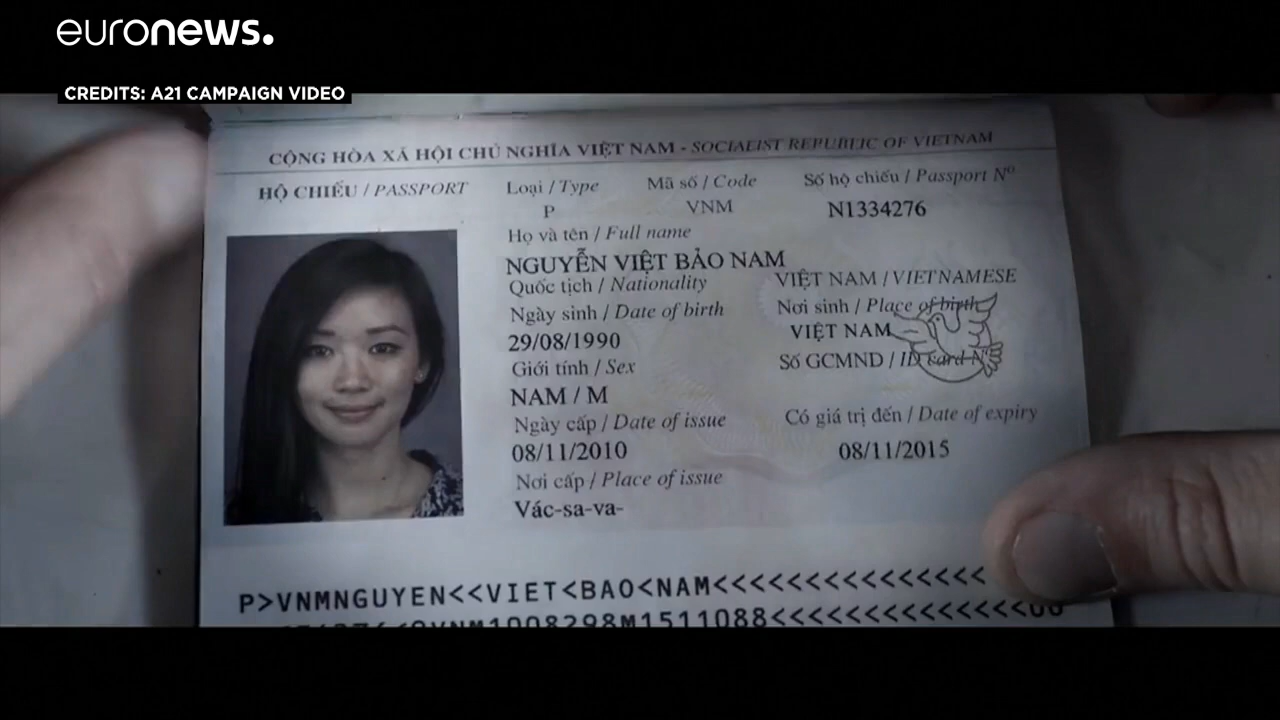 euronews.
CREDITS: A21 CAMPAIGN VIDEO
CỘNG HÒA XÃ HỘI CHỦ NGHĨA VIỆT NAM - SOCIALIST REPUBLIC OF VIETNAM
HỘ CHIẾU / PASSPORT
Loại / Type
Mã số / Code
Số hộ chiếu / Passport Nº
P
VNM
N1334276
Họ và tên / Full name
NGUYỄN VIỆT BẢO NAM
Quốc tịch / Nationality
VIỆT NAM / VIETNAMESE
Ngày sinh / Date of birth
Nơi sinh / Place of birth
29/08/1990
VIỆT NAM
Giới tính / Sex
Số GCMND / ID card Nº
NAM / M
Ngày cấp / Date of issue
Có giá trị đến / Date of expiry
08/11/2010
08/11/2015
Nơi cấp / Place of issue
Vác-sa-va-
P>VNMNGUYEN<<VIET<BAO<NAM<<<<<<<<<<<<<<<